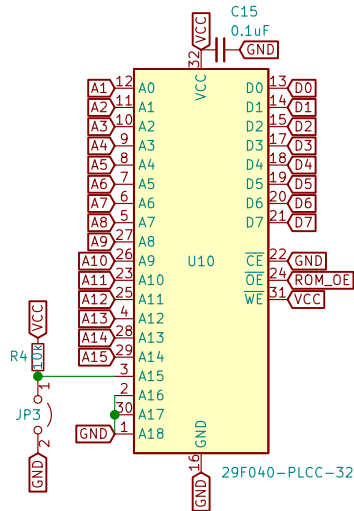 C15
0.1uF
VCC
GND
32
VCC
A1 12 A0 D0 13 D0
A2 11 A1 D1 14 D1
A3 10 A2 D2 15 D2
A4 9 A3 D3 17 D3
A5 8 A4 D4 18 D4
A6 7 A5 D5 19 D5
A7 6 A6 D6 20 D6
A8 5 A7 D7 21 D7
A9 27 A8
A10 26 A9 U10 CE 22 GND
A11 23 A10 OE 24 ROM_OE
A12 25 A11 WE 31 VCC
A13 4 A12
A14 28 A13
A15 29 A14
VCC
R4 10k
3 A15
1
JP3
2
GND
2 A16
30 A17
GND 1 A18
GND
16
GND
29F040-PLCC-32